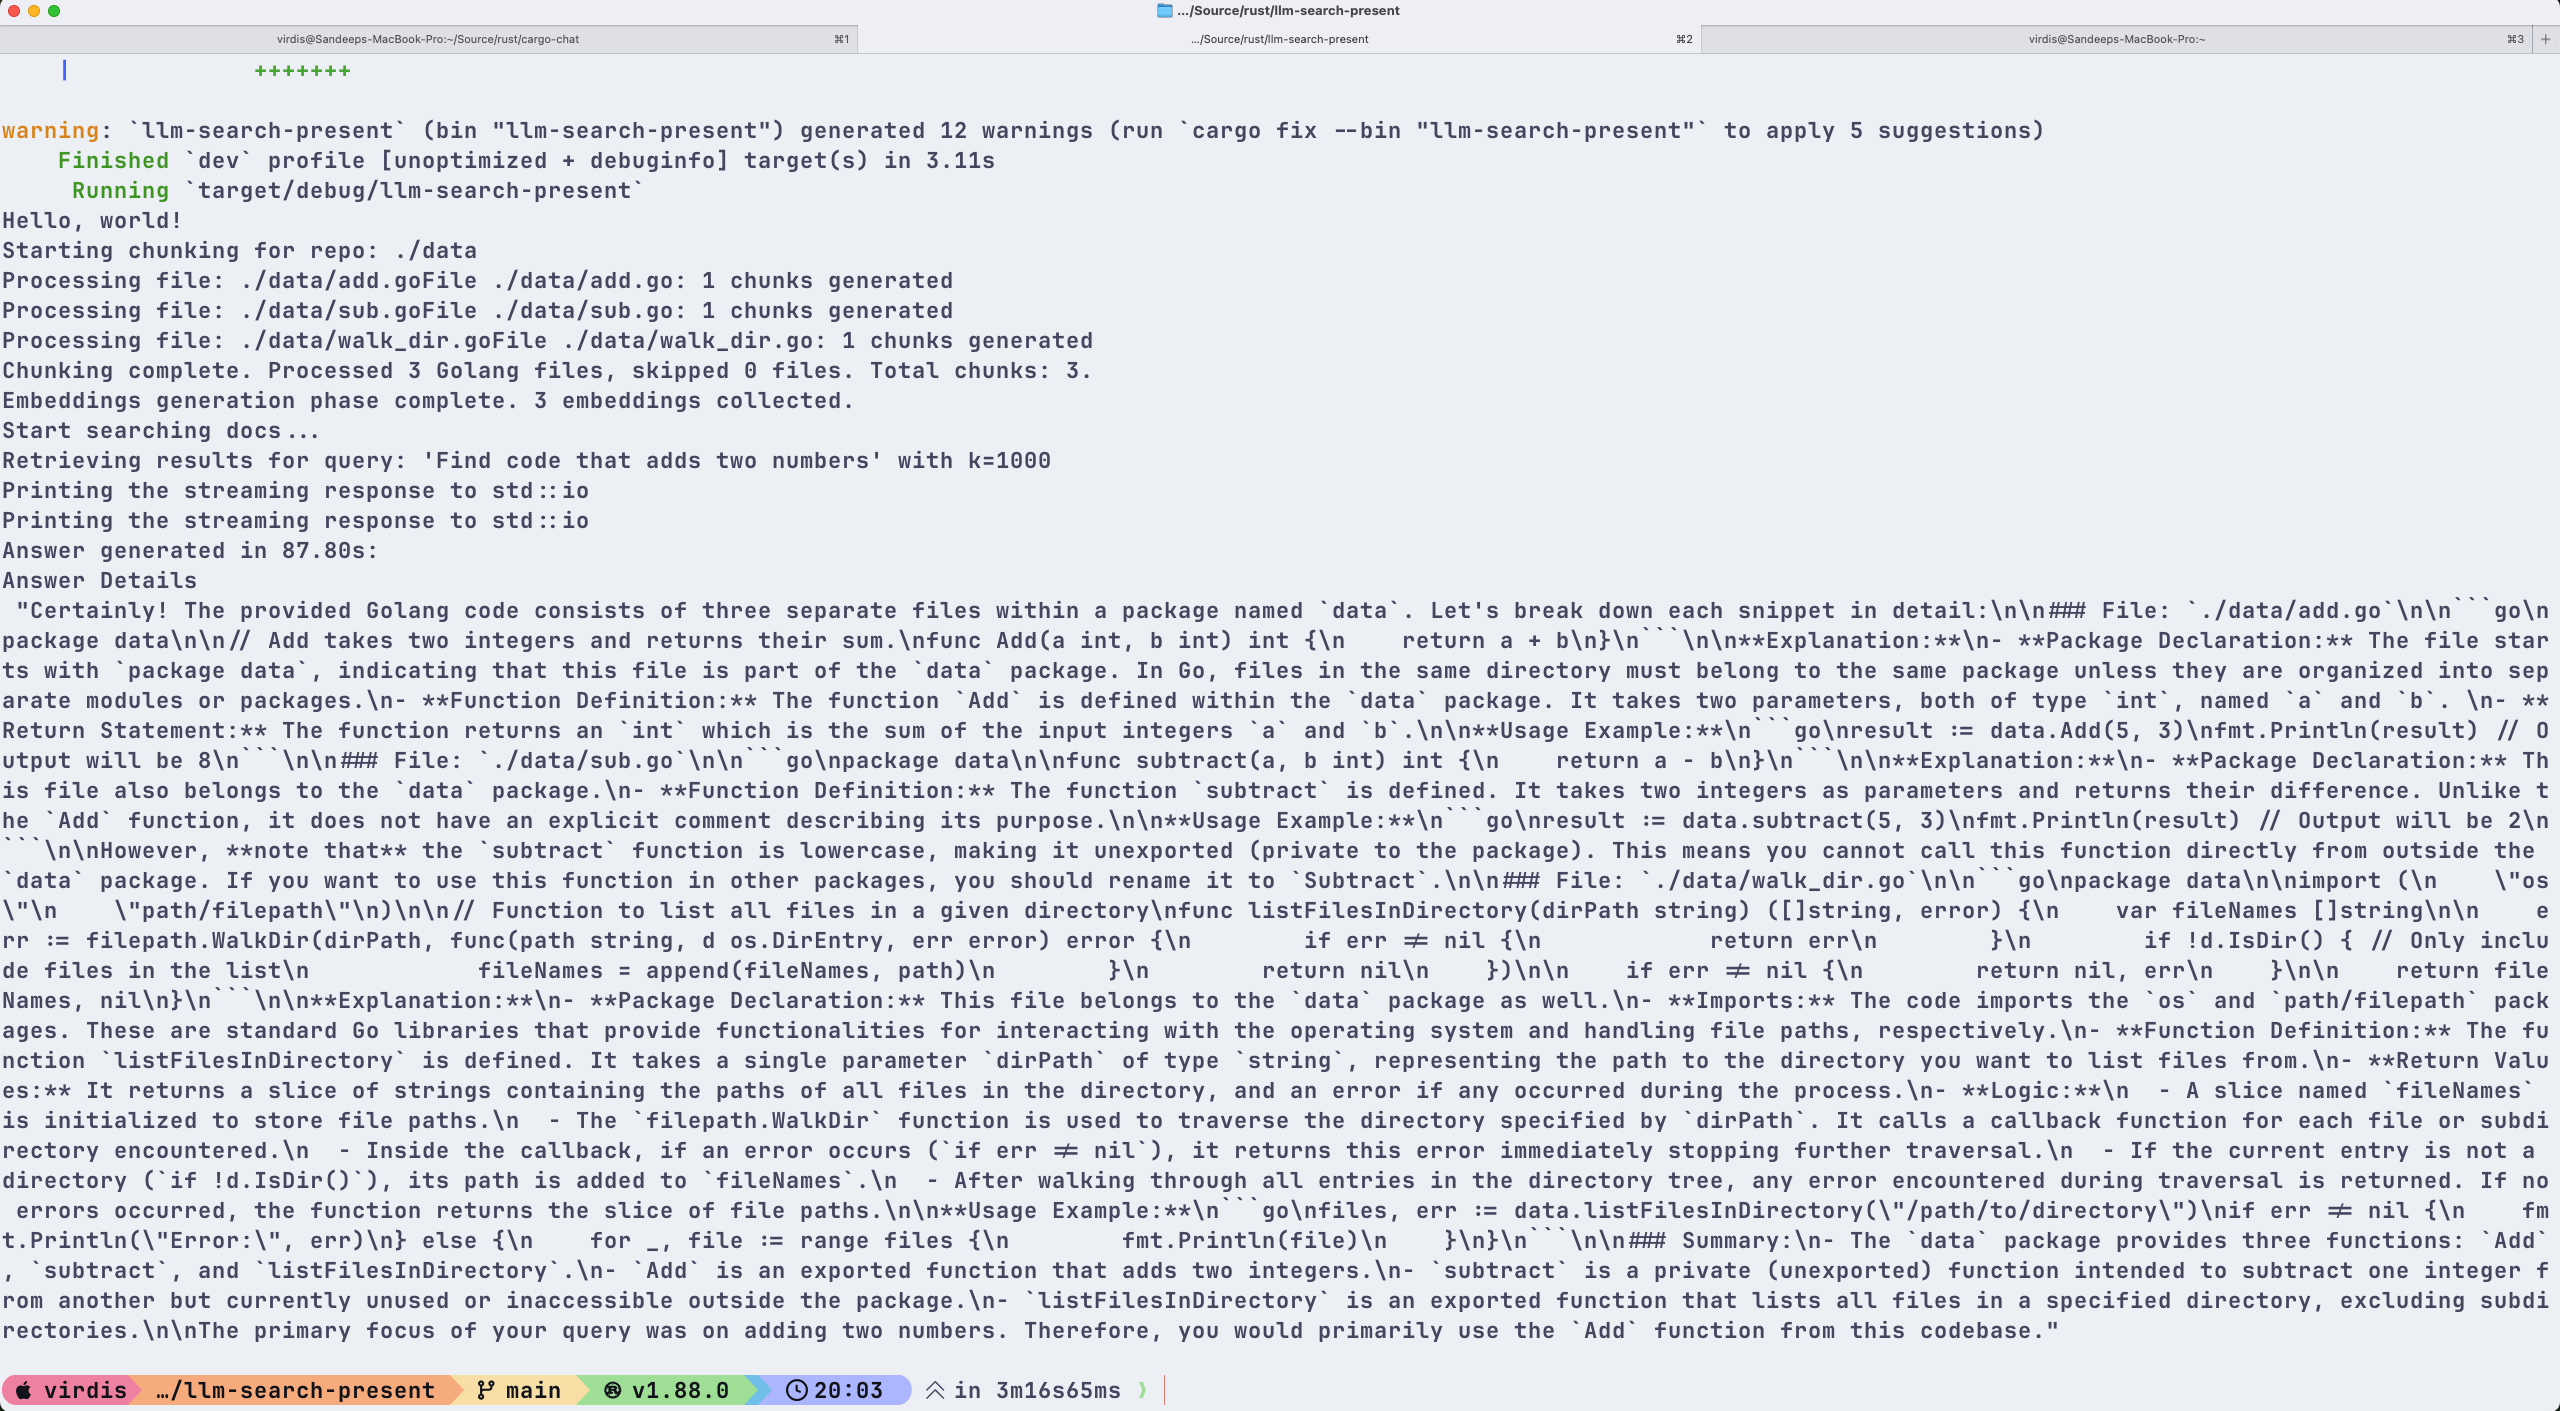 .../Source/rust/llm-search-present
virdis@Sandeeps-MacBook-Pro:~/Source/rust/cargo-chat ⌘1 .../Source/rust/llm-search-present ⌘2 virdis@Sandeeps-MacBook-Pro:~ ⌘3 +
| +++++++
warning: `llm-search-present` (bin "llm-search-present") generated 12 warnings (run `cargo fix --bin "llm-search-present"` to apply 5 suggestions)
Finished `dev` profile [unoptimized + debuginfo] target(s) in 3.11s
Running `target/debug/llm-search-present`
Hello, world!
Starting chunking for repo: ./data
Processing file: ./data/add.goFile ./data/add.go: 1 chunks generated
Processing file: ./data/sub.goFile ./data/sub.go: 1 chunks generated
Processing file: ./data/walk_dir.goFile ./data/walk_dir.go: 1 chunks generated
Chunking complete. Processed 3 Golang files, skipped 0 files. Total chunks: 3.
Embeddings generation phase complete. 3 embeddings collected.
Start searching docs...
Retrieving results for query: 'Find code that adds two numbers' with k=1000
Printing the streaming response to std::io
Printing the streaming response to std::io
Answer generated in 87.80s:
Answer Details
"Certainly! The provided Golang code consists of three separate files within a package named `data`. Let's break down each snippet in detail:\n\n### File: `./data/add.go`\n\n```go\n
package data\n\n// Add takes two integers and returns their sum.\nfunc Add(a int, b int) int {\n    return a + b\n}\n```\n\n**Explanation:**\n- **Package Declaration:** The file star
ts with `package data`, indicating that this file is part of the `data` package. In Go, files in the same directory must belong to the same package unless they are organized into sep
arate modules or packages.\n- **Function Definition:** The function `Add` is defined within the `data` package. It takes two parameters, both of type `int`, named `a` and `b`. \n- **
Return Statement:** The function returns an `int` which is the sum of the input integers `a` and `b`.\n\n**Usage Example:**\n```go\nresult := data.Add(5, 3)\nfmt.Println(result) // O
utput will be 8\n```\n\n### File: `./data/sub.go`\n\n```go\npackage data\n\nfunc subtract(a, b int) int {\n    return a - b\n}\n```\n\n**Explanation:**\n- **Package Declaration:** Th
is file also belongs to the `data` package.\n- **Function Definition:** The function `subtract` is defined. It takes two integers as parameters and returns their difference. Unlike t
he `Add` function, it does not have an explicit comment describing its purpose.\n\n**Usage Example:**\n```go\nresult := data.subtract(5, 3)\nfmt.Println(result) // Output will be 2\n
```\n\nHowever, **note that** the `subtract` function is lowercase, making it unexported (private to the package). This means you cannot call this function directly from outside the
`data` package. If you want to use this function in other packages, you should rename it to `Subtract`.\n\n### File: `./data/walk_dir.go`\n\n```go\npackage data\n\nimport (\n    \"os
\"\n    \"path/filepath\"\n)\n\n// Function to list all files in a given directory\nfunc listFilesInDirectory(dirPath string) ([]string, error) {\n    var fileNames []string\n\n    e
rr := filepath.WalkDir(dirPath, func(path string, d os.DirEntry, err error) error {\n        if err != nil {\n            return err\n        }\n        if !d.IsDir() { // Only inclu
de files in the list\n            fileNames = append(fileNames, path)\n        }\n        return nil\n    })\n\n    if err != nil {\n        return nil, err\n    }\n\n    return file
Names, nil\n}\n```\n\n**Explanation:**\n- **Package Declaration:** This file belongs to the `data` package as well.\n- **Imports:** The code imports the `os` and `path/filepath` pack
ages. These are standard Go libraries that provide functionalities for interacting with the operating system and handling file paths, respectively.\n- **Function Definition:** The fu
nction `listFilesInDirectory` is defined. It takes a single parameter `dirPath` of type `string`, representing the path to the directory you want to list files from.\n- **Return Valu
es:** It returns a slice of strings containing the paths of all files in the directory, and an error if any occurred during the process.\n- **Logic:**\n  - A slice named `fileNames`
is initialized to store file paths.\n  - The `filepath.WalkDir` function is used to traverse the directory specified by `dirPath`. It calls a callback function for each file or subdi
rectory encountered.\n  - Inside the callback, if an error occurs (`if err != nil`), it returns this error immediately stopping further traversal.\n  - If the current entry is not a
directory (`if !d.IsDir()`), its path is added to `fileNames`.\n  - After walking through all entries in the directory tree, any error encountered during traversal is returned. If no
errors occurred, the function returns the slice of file paths.\n\n**Usage Example:**\n```go\nfiles, err := data.listFilesInDirectory(\"/path/to/directory\")\nif err != nil {\n    fm
t.Println(\"Error:\", err)\n} else {\n    for _, file := range files {\n        fmt.Println(file)\n    }\n}\n```\n\n### Summary:\n- The `data` package provides three functions: `Add`
, `subtract`, and `listFilesInDirectory`.\n- `Add` is an exported function that adds two integers.\n- `subtract` is a private (unexported) function intended to subtract one integer f
rom another but currently unused or inaccessible outside the package.\n- `listFilesInDirectory` is an exported function that lists all files in a specified directory, excluding subdi
rectories.\n\nThe primary focus of your query was on adding two numbers. Therefore, you would primarily use the `Add` function from this codebase."
virdis …/llm-search-present main v1.88.0 20:03 in 3m16s65ms ❯